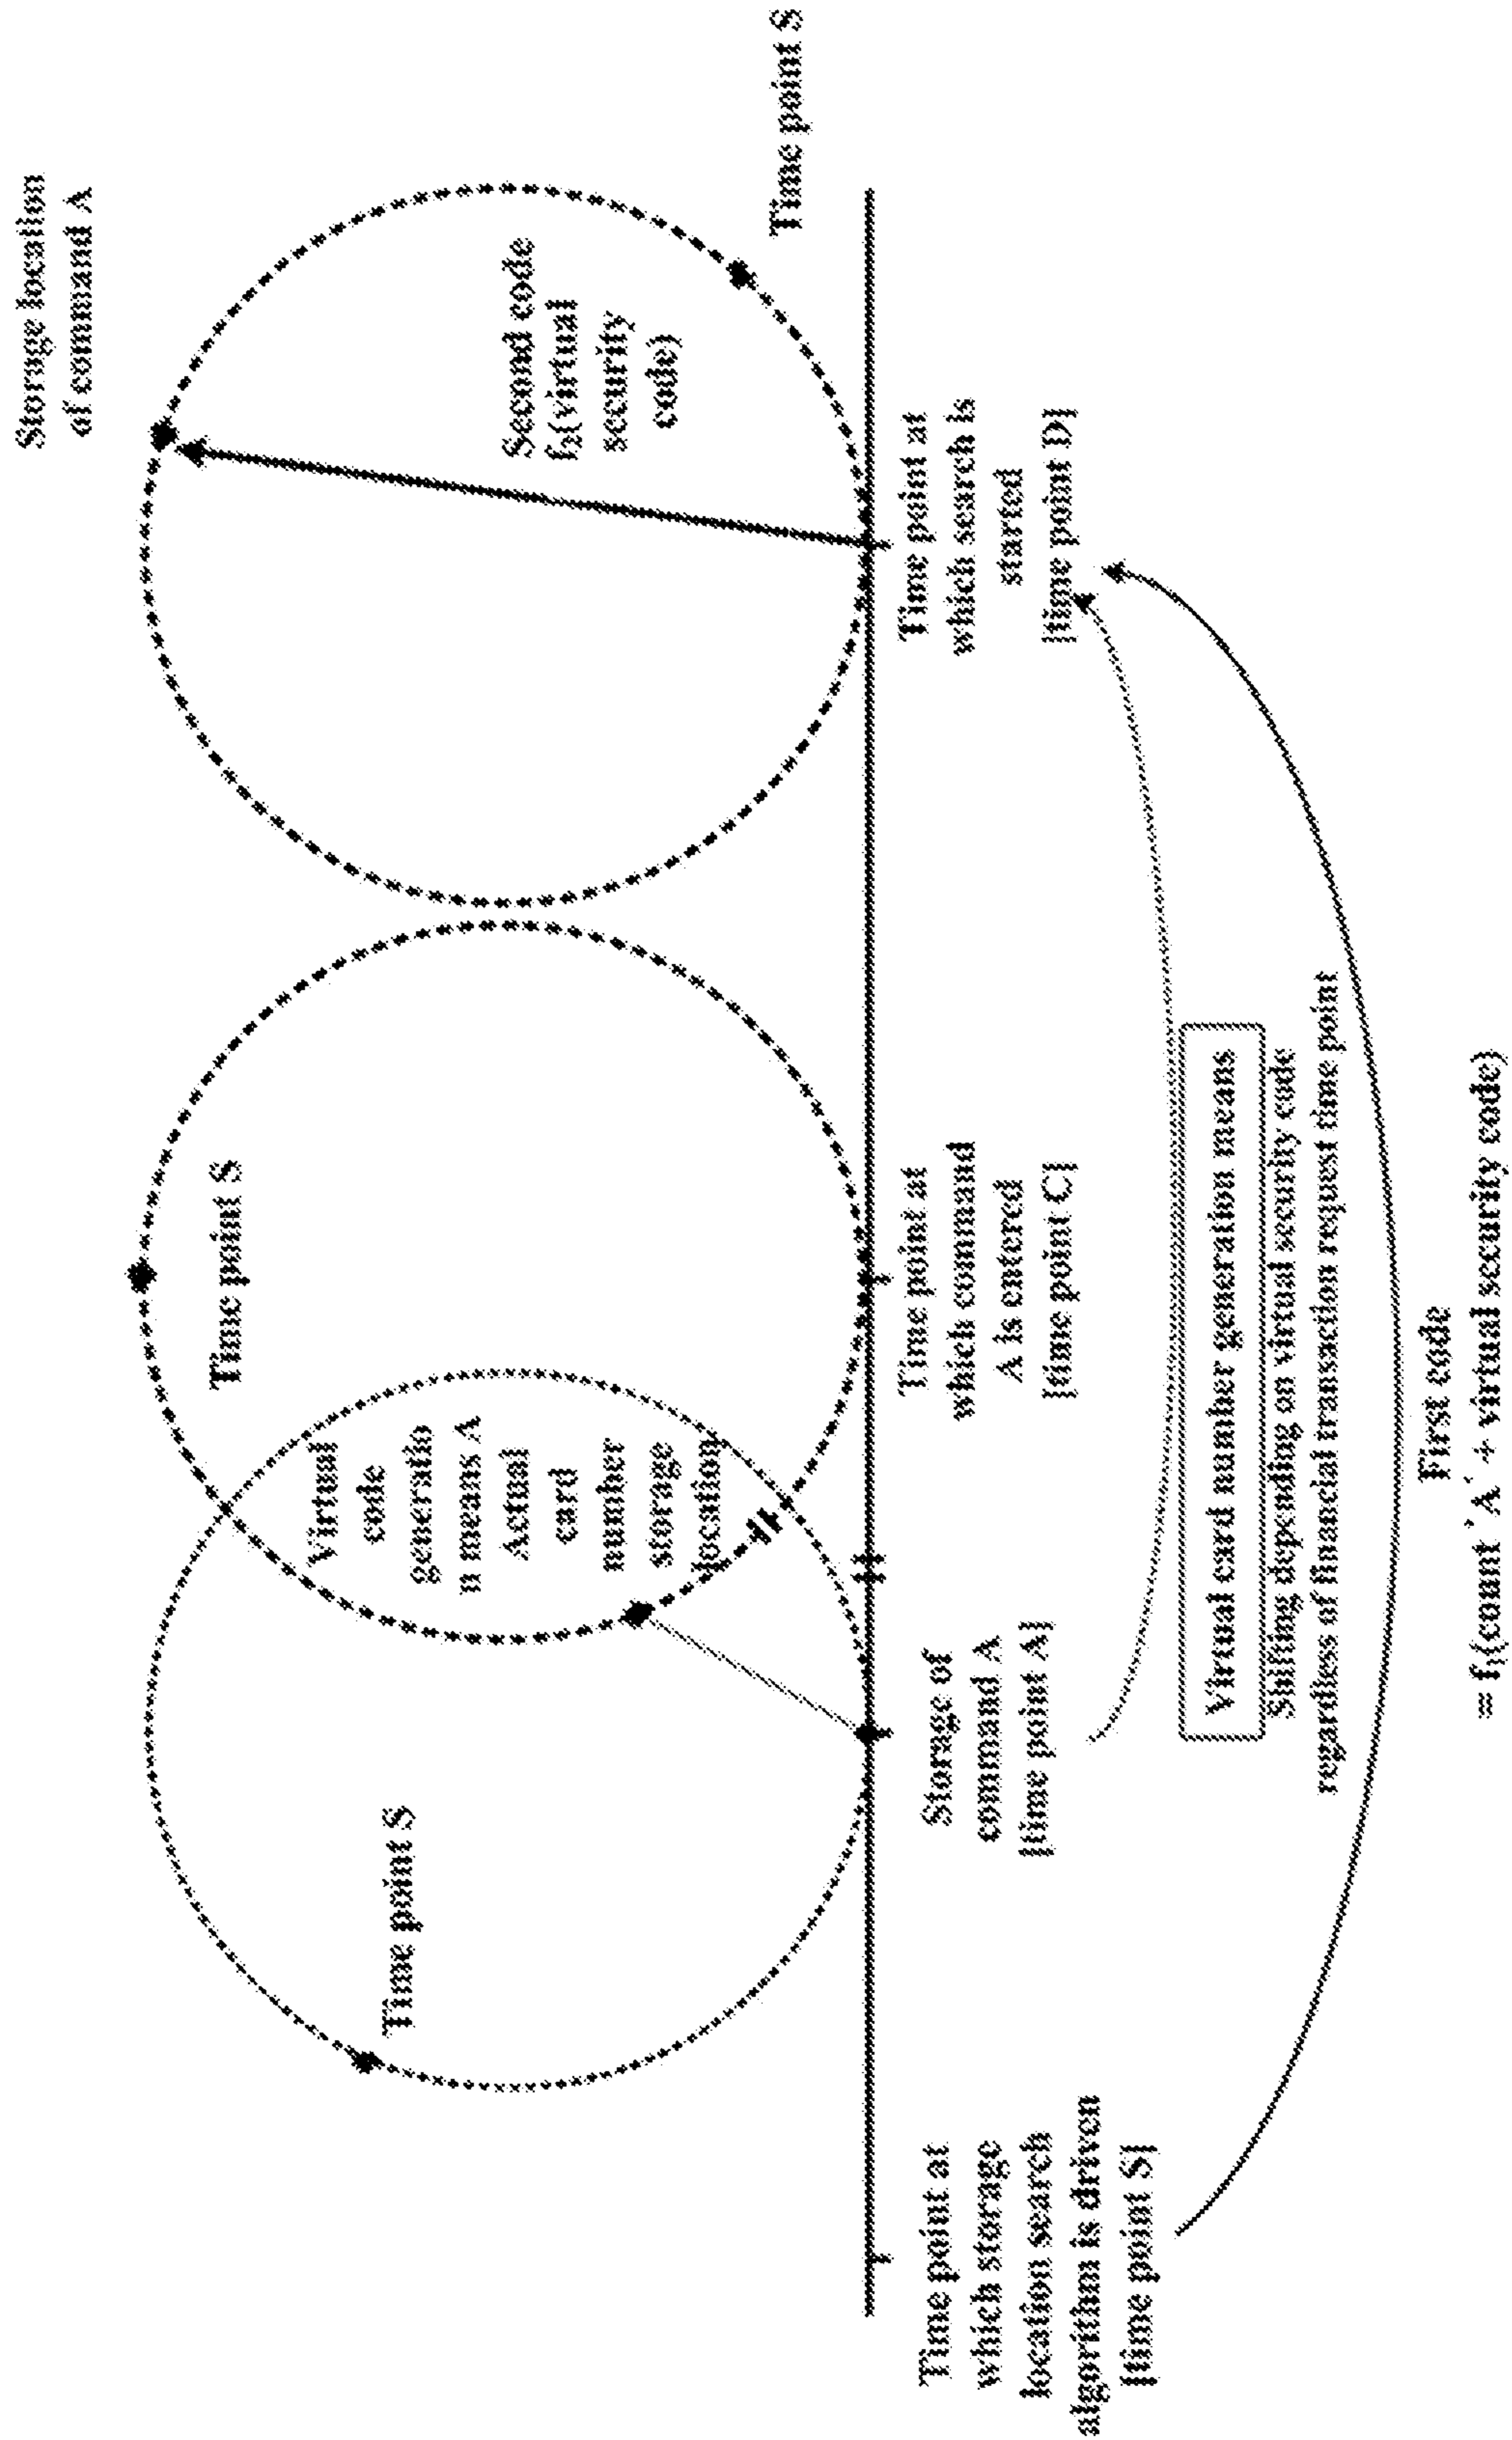 Storage location
of command A
Time point S
Time point S
Time point S
Virtual
code
generatio
n means A
Actual
card
number
storage
location
Second code
f₂(virtual
security
code)
Time point at
which storage
location search
algorithm is driven
[time point S]
Storage of
command A
[time point A]
Time point at
which command
A is entered
[time point C]
Time point at
which search is
started
[time point D]
Virtual card number generation means
Shifting depending on virtual security code
regardless of financial transaction request time point
First code
= f₁(count 'A' + virtual security code)